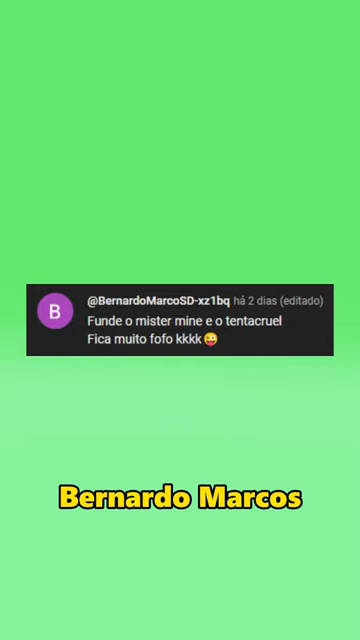 B
@BernardoMarcoSD-xz1bq há 2 dias (editado)
Funde o mister mine e o tentacruel
Fica muito fofo kkkk😜
Bernardo Marcos